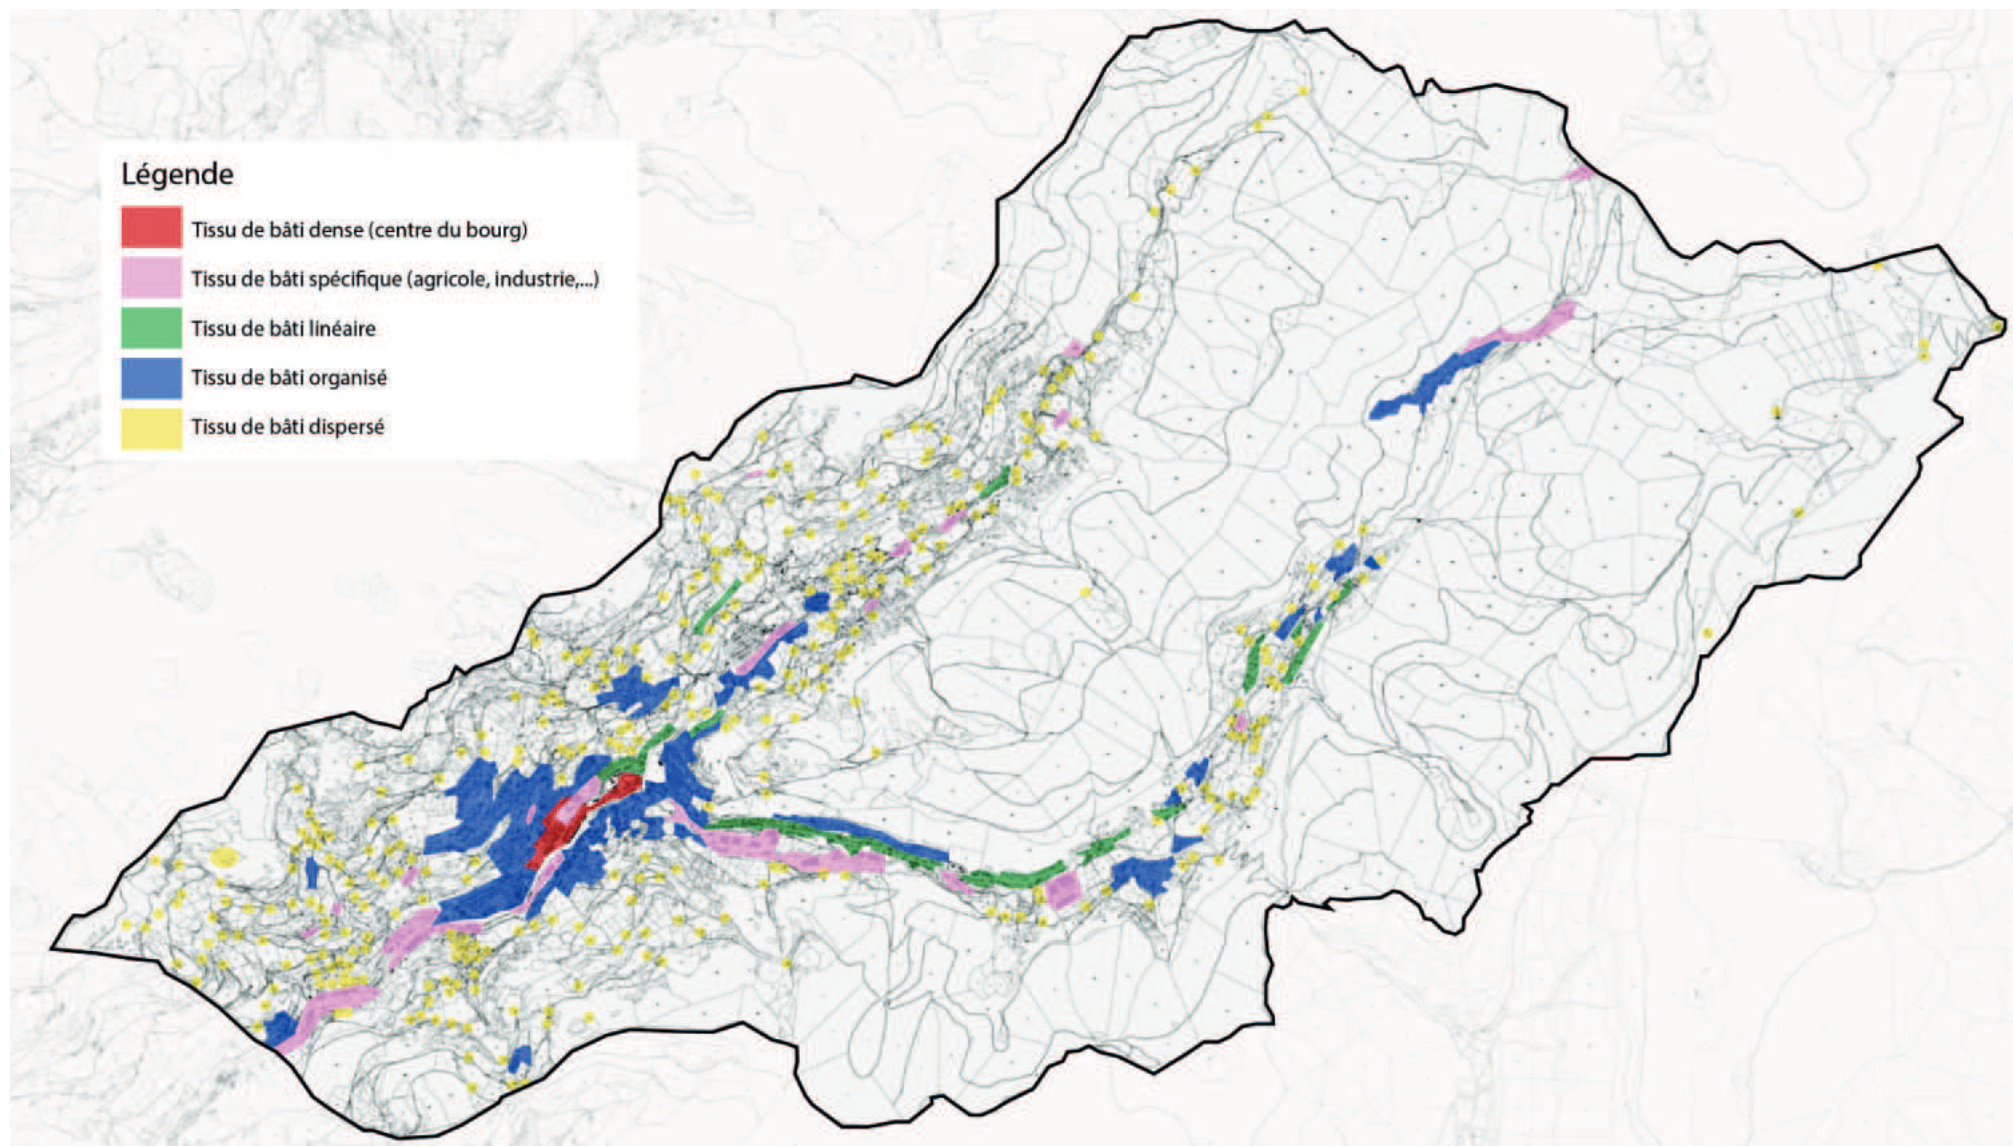 Légende
Tissu de bâti dense (centre du bourg)
Tissu de bâti spécifique (agricole, industrie,...)
Tissu de bâti linéaire
Tissu de bâti organisé
Tissu de bâti dispersé